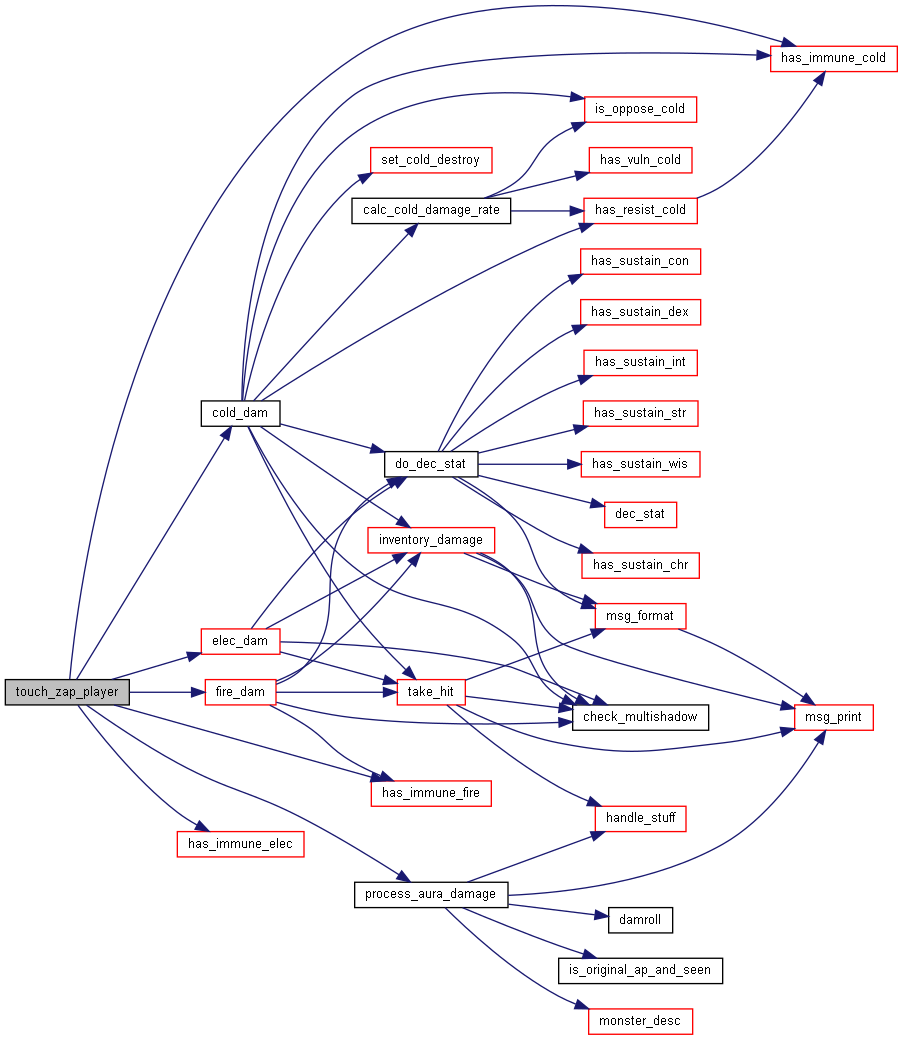 has_immune_cold
is_oppose_cold
set_cold_destroy
has_vuln_cold
calc_cold_damage_rate
has_resist_cold
has_sustain_con
has_sustain_dex
has_sustain_int
cold_dam
has_sustain_str
do_dec_stat
has_sustain_wis
dec_stat
inventory_damage
has_sustain_chr
msg_format
elec_dam
touch_zap_player
fire_dam
take_hit
check_multishadow
msg_print
has_immune_fire
handle_stuff
has_immune_elec
process_aura_damage
damroll
is_original_ap_and_seen
monster_desc